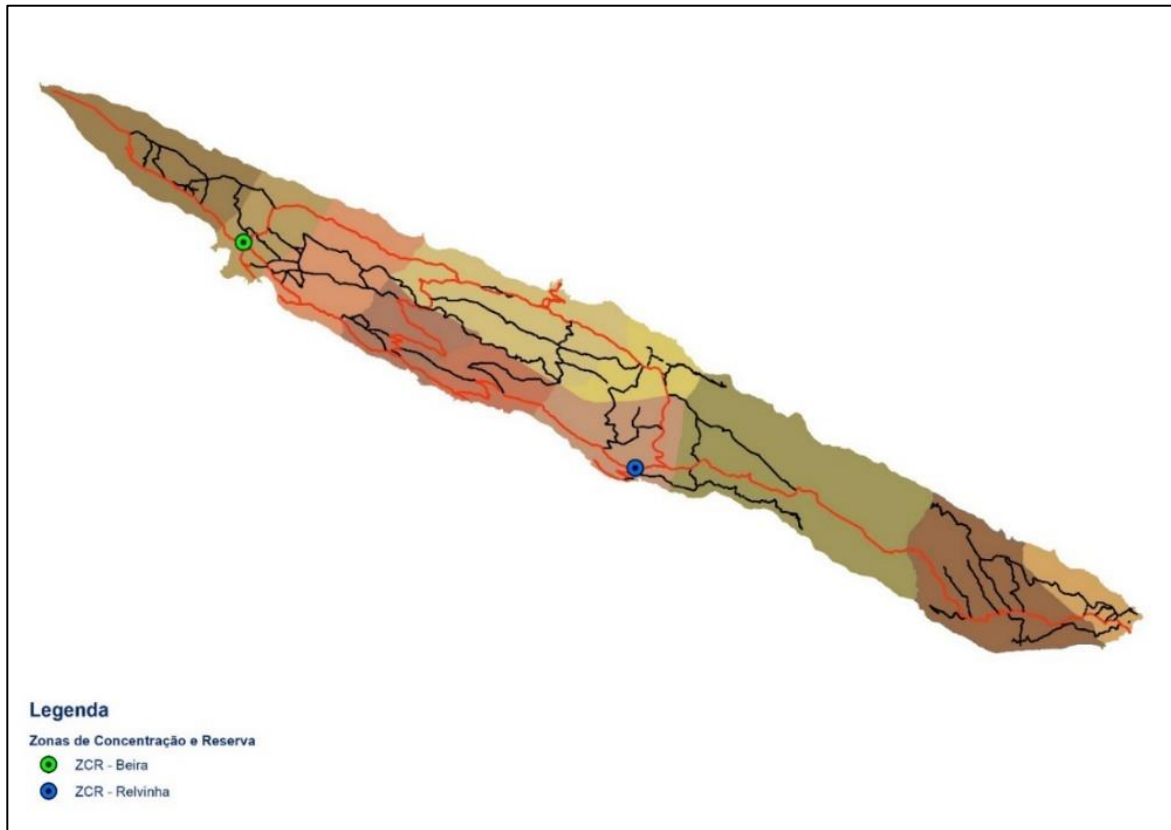 Legenda
Zonas de Concentração e Reserva
ZCR - Beira
ZCR - Relvinha